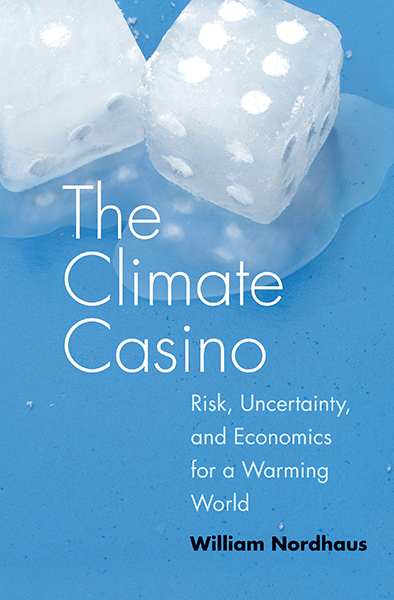 The
Climate
Casino
Risk, Uncertainty,
and Economics
for a Warming
World
William Nordhaus